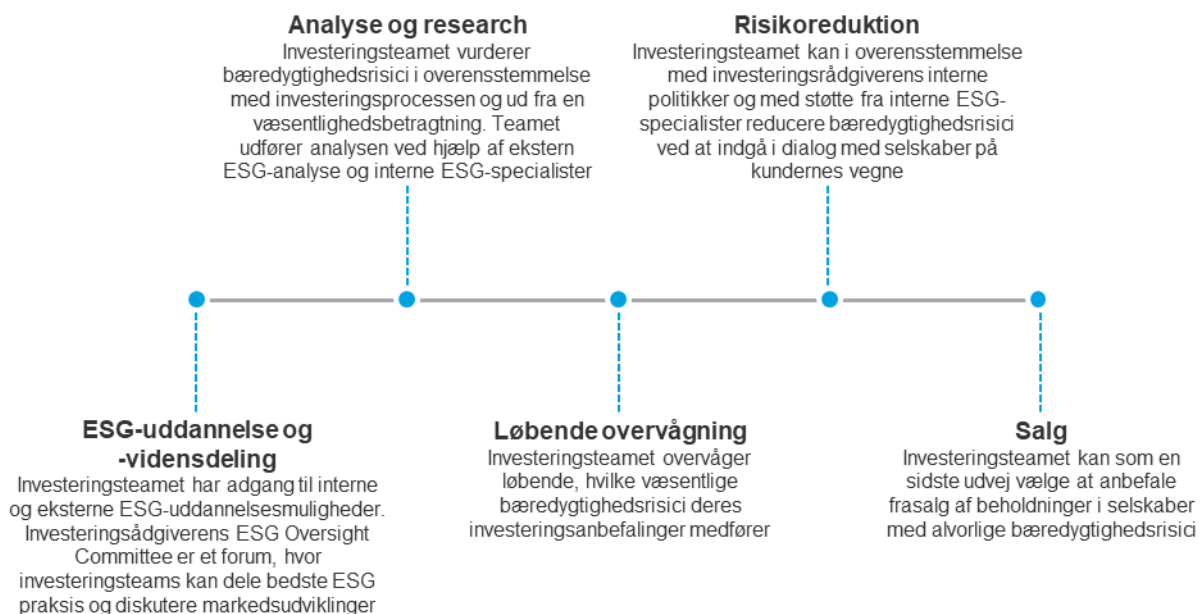 Analyse og research
Investeringsteamet vurderer
bæredygtighedsrisici i overensstemmelse
med investeringsprocessen og ud fra en
væsentlighedsbetragtning. Teamet
udfører analysen ved hjælp af ekstern
ESG-analyse og interne ESG-specialister
Risikoreduktion
Investeringsteamet kan i overensstemmelse
med investeringsrådgiverens interne
politikker og med støtte fra interne ESG-
specialister reducere bæredygtighedsrisici
ved at indgå i dialog med selskaber på
kundernes vegne
ESG-uddannelse og
-vidensdeling
Investeringsteamet har adgang til interne
og eksterne ESG-uddannelsesmuligheder.
Investeringsådgiverens ESG Oversight
Committee er et forum, hvor
investeringsteams kan dele bedste ESG
praksis og diskutere markedsudviklinger
Løbende overvågning
Investeringsteamet overvåger
løbende, hvilke væsentlige
bæredygtighedsrisici deres
investeringsanbefalinger medfører
Salg
Investeringsteamet kan som en
sidste udvej vælge at anbefale
frasalg af beholdninger i selskaber
med alvorlige bæredygtighedsrisici